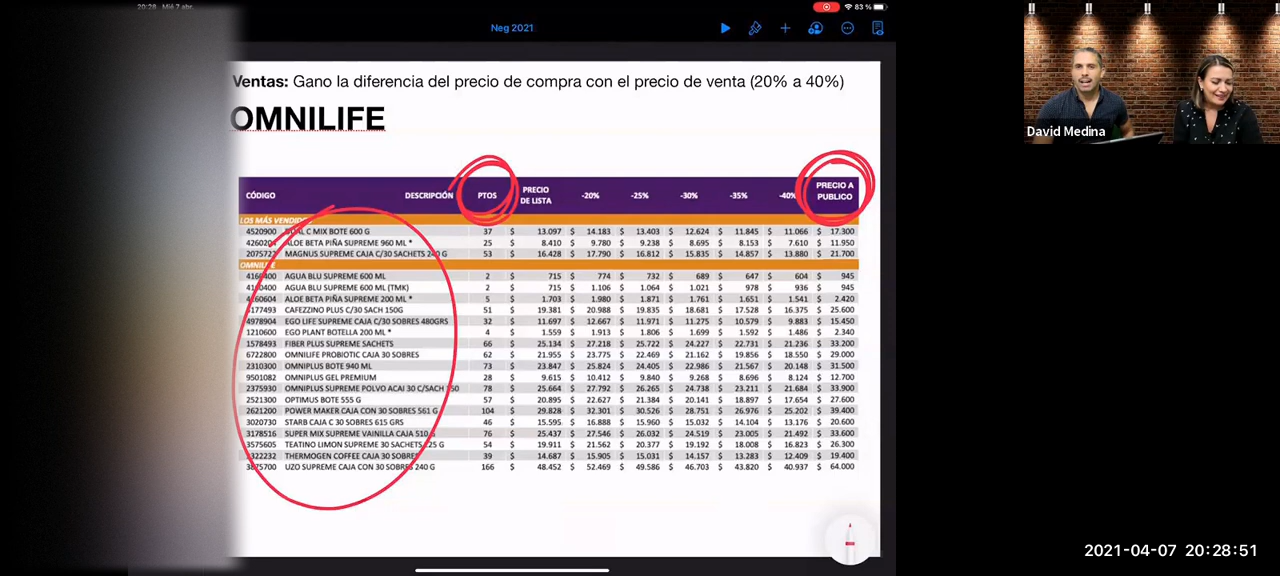 20:28 Mié 7 abr.
83 %
Neg 2021
Ventas: Gano la diferencia del precio de compra con el precio de venta (20% a 40%)
OMNILIFE
CÓDIGO DESCRIPCIÓN PTOS PRECIO DE LISTA -20% -25% -30% -35% -40% PRECIO A PUBLICO
LOS MÁS VENDIDO
4520900 DUAL C MIX BOTE 600 G 37 $ 13.097 $ 14.183 $ 13.403 $ 12.624 $ 11.845 $ 11.066 $ 17.300
426020 ALOE BETA PIÑA SUPREME 960 ML * 25 $ 8.410 $ 9.780 $ 9.238 $ 8.695 $ 8.153 $ 7.610 $ 11.950
207572 MAGNUS SUPREME CAJA C/30 SACHETS 240 G 53 $ 16.428 $ 17.790 $ 16.812 $ 15.835 $ 14.857 $ 13.880 $ 21.700
OMNILIFE
AGUA BLU SUPREME 600 ML 2 $ 715 $ 774 $ 732 $ 689 $ 647 $ 604 $ 945
AGUA BLU SUPREME 600 ML (TMK) 2 $ 715 $ 1.106 $ 1.064 $ 1.021 $ 978 $ 936 $ 945
ALOE BETA PIÑA SUPREME 200 ML * 5 $ 1.703 $ 1.980 $ 1.871 $ 1.761 $ 1.651 $ 1.541 $ 2.420
4177493 CAFEZZINO PLUS C/30 SACH 150G 51 $ 19.381 $ 20.988 $ 19.835 $ 18.681 $ 17.528 $ 16.375 $ 25.600
4978904 EGO LIFE SUPREME CAJA C/30 SOBRES 480GRS 32 $ 11.697 $ 12.667 $ 11.971 $ 11.275 $ 10.579 $ 9.883 $ 15.450
1210600 EGO PLANT BOTELLA 200 ML * 4 $ 1.559 $ 1.913 $ 1.806 $ 1.699 $ 1.592 $ 1.486 $ 2.340
1578493 FIBER PLUS SUPREME SACHETS 66 $ 25.134 $ 27.218 $ 25.722 $ 24.227 $ 22.731 $ 21.236 $ 33.200
6722800 OMNILIFE PROBIOTIC CAJA 30 SOBRES 62 $ 21.955 $ 23.775 $ 22.469 $ 21.162 $ 19.856 $ 18.550 $ 29.000
2310300 OMNIPLUS BOTE 940 ML 73 $ 23.847 $ 25.824 $ 24.405 $ 22.986 $ 21.567 $ 20.148 $ 31.500
9501082 OMNIPLUS GEL PREMIUM 28 $ 9.615 $ 10.412 $ 9.840 $ 9.268 $ 8.696 $ 8.124 $ 12.700
2375930 OMNIPLUS SUPREME POLVO ACAI 30 C/SACH 78 $ 25.664 $ 27.792 $ 26.265 $ 24.738 $ 23.211 $ 21.684 $ 33.900
2521300 OPTIMUS BOTE 555 G 57 $ 20.895 $ 22.627 $ 21.384 $ 20.141 $ 18.897 $ 17.654 $ 27.600
2621200 POWER MAKER CAJA CON 30 SOBRES 561 G 104 $ 29.828 $ 32.301 $ 30.526 $ 28.751 $ 26.976 $ 25.202 $ 39.400
3020730 STARB CAJA C 30 SOBRES 615 GRS 46 $ 15.595 $ 16.888 $ 15.960 $ 15.032 $ 14.104 $ 13.176 $ 20.600
3178516 SUPER MIX SUPREME VAINILLA CAJA 510 G 76 $ 25.437 $ 27.546 $ 26.032 $ 24.519 $ 23.005 $ 21.492 $ 33.600
3575605 TEATINO LIMON SUPREME 30 SACHETS 225 G 54 $ 19.911 $ 21.562 $ 20.377 $ 19.192 $ 18.008 $ 16.823 $ 26.300
THERMOGEN COFFEE CAJA 30 SOBRES 39 $ 14.687 $ 15.905 $ 15.031 $ 14.157 $ 13.283 $ 12.409 $ 19.400
UZO SUPREME CAJA CON 30 SOBRES 240 G 166 $ 48.452 $ 52.469 $ 49.586 $ 46.703 $ 43.820 $ 40.937 $ 64.000
David Medina
2021-04-07 20:28:51